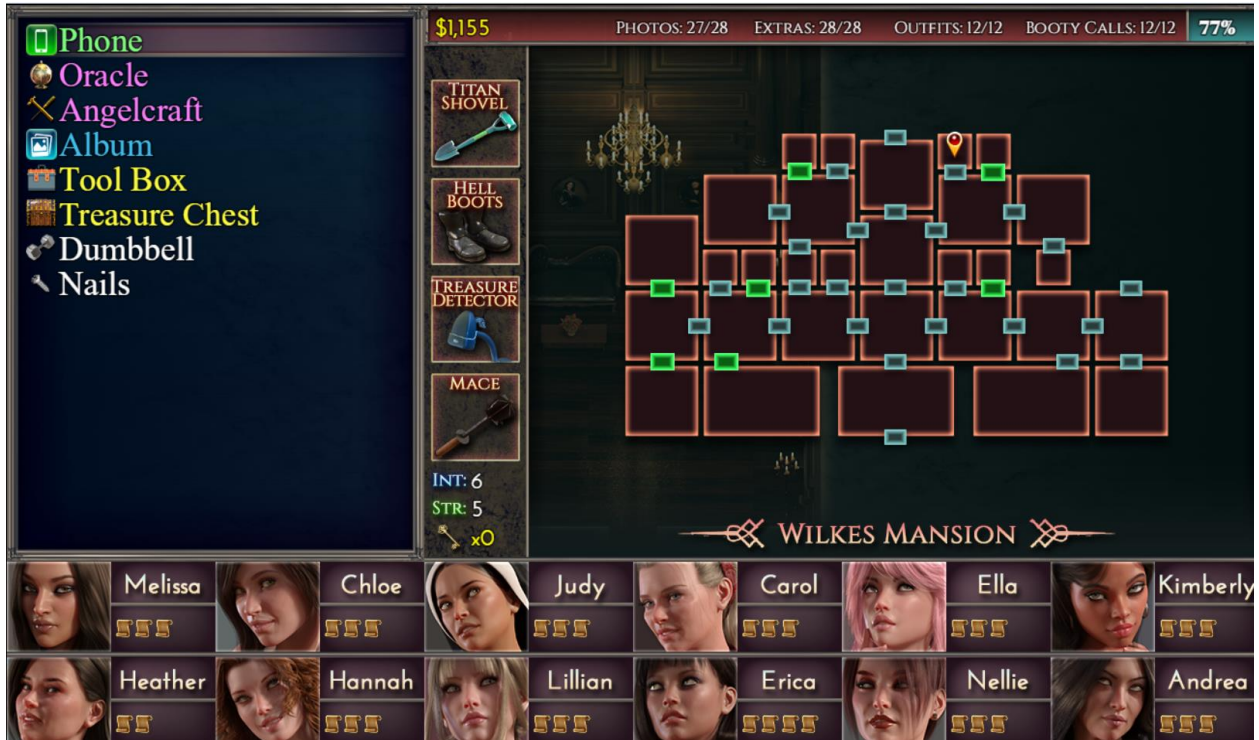 Phone
Oracle
Angelcraft
Album
Tool Box
Treasure Chest
Dumbbell
Nails
$1,155
PHOTOS: 27/28 EXTRAS: 28/28 OUTFITS: 12/12 BOOTY CALLS: 12/12 77%
TITAN
SHOVEL
HELL
BOOTS
TREASURE
DETECTOR
MACE
INT: 6
STR: 5
x0
WILKES MANSION
Melissa Chloe Judy Carol Ella Kimberly
Heather Hannah Lillian Erica Nellie Andrea